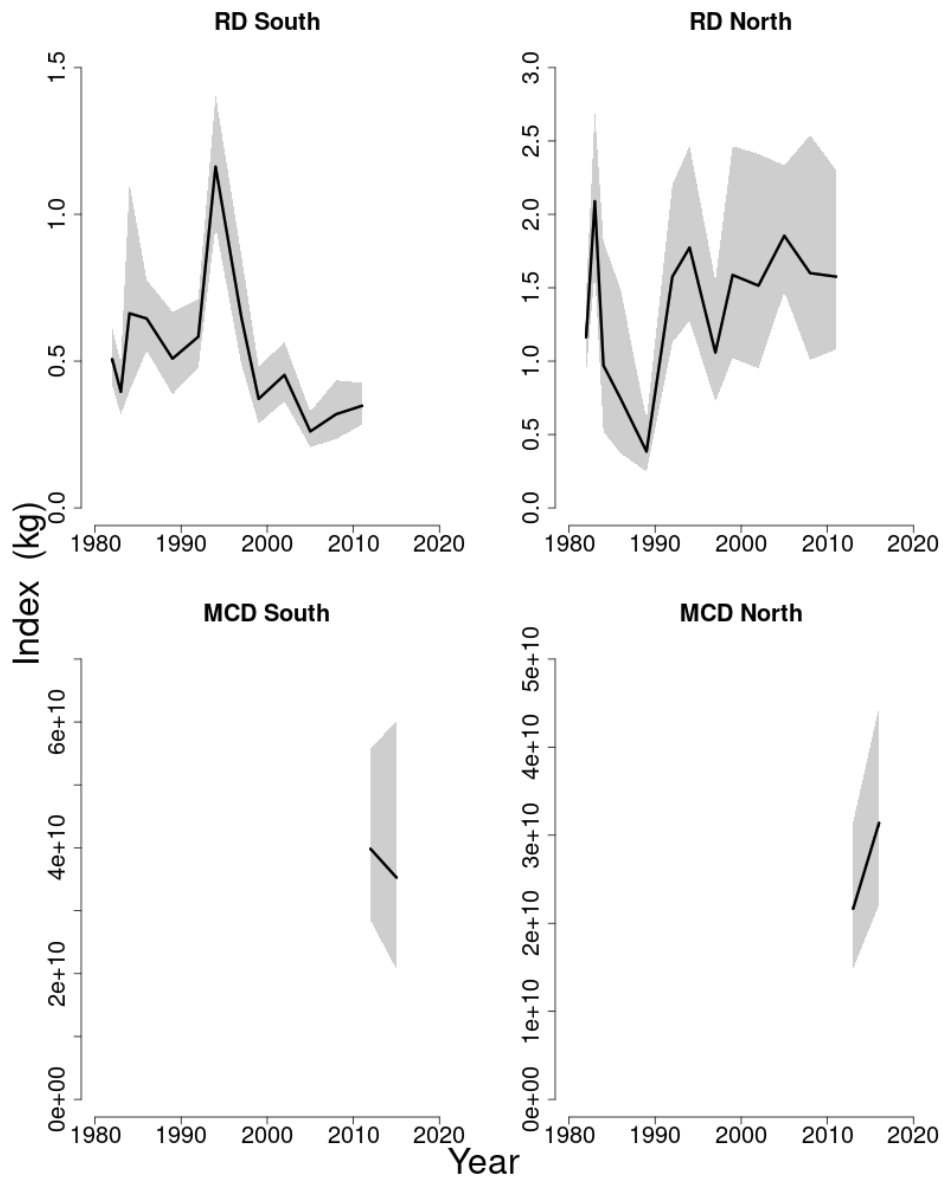 RD South
RD North
1.5
1.0
0.5
0.0
3.0
2.5
2.0
1.5
1.0
0.5
0.0
1980 1990 2000 2010 2020
1980 1990 2000 2010 2020
Index (kg)
MCD South
MCD North
6e+10
4e+10
2e+10
0e+00
5e+10
4e+10
3e+10
2e+10
1e+10
0e+00
1980 1990 2000 2010 2020
1980 1990 2000 2010 2020
Year